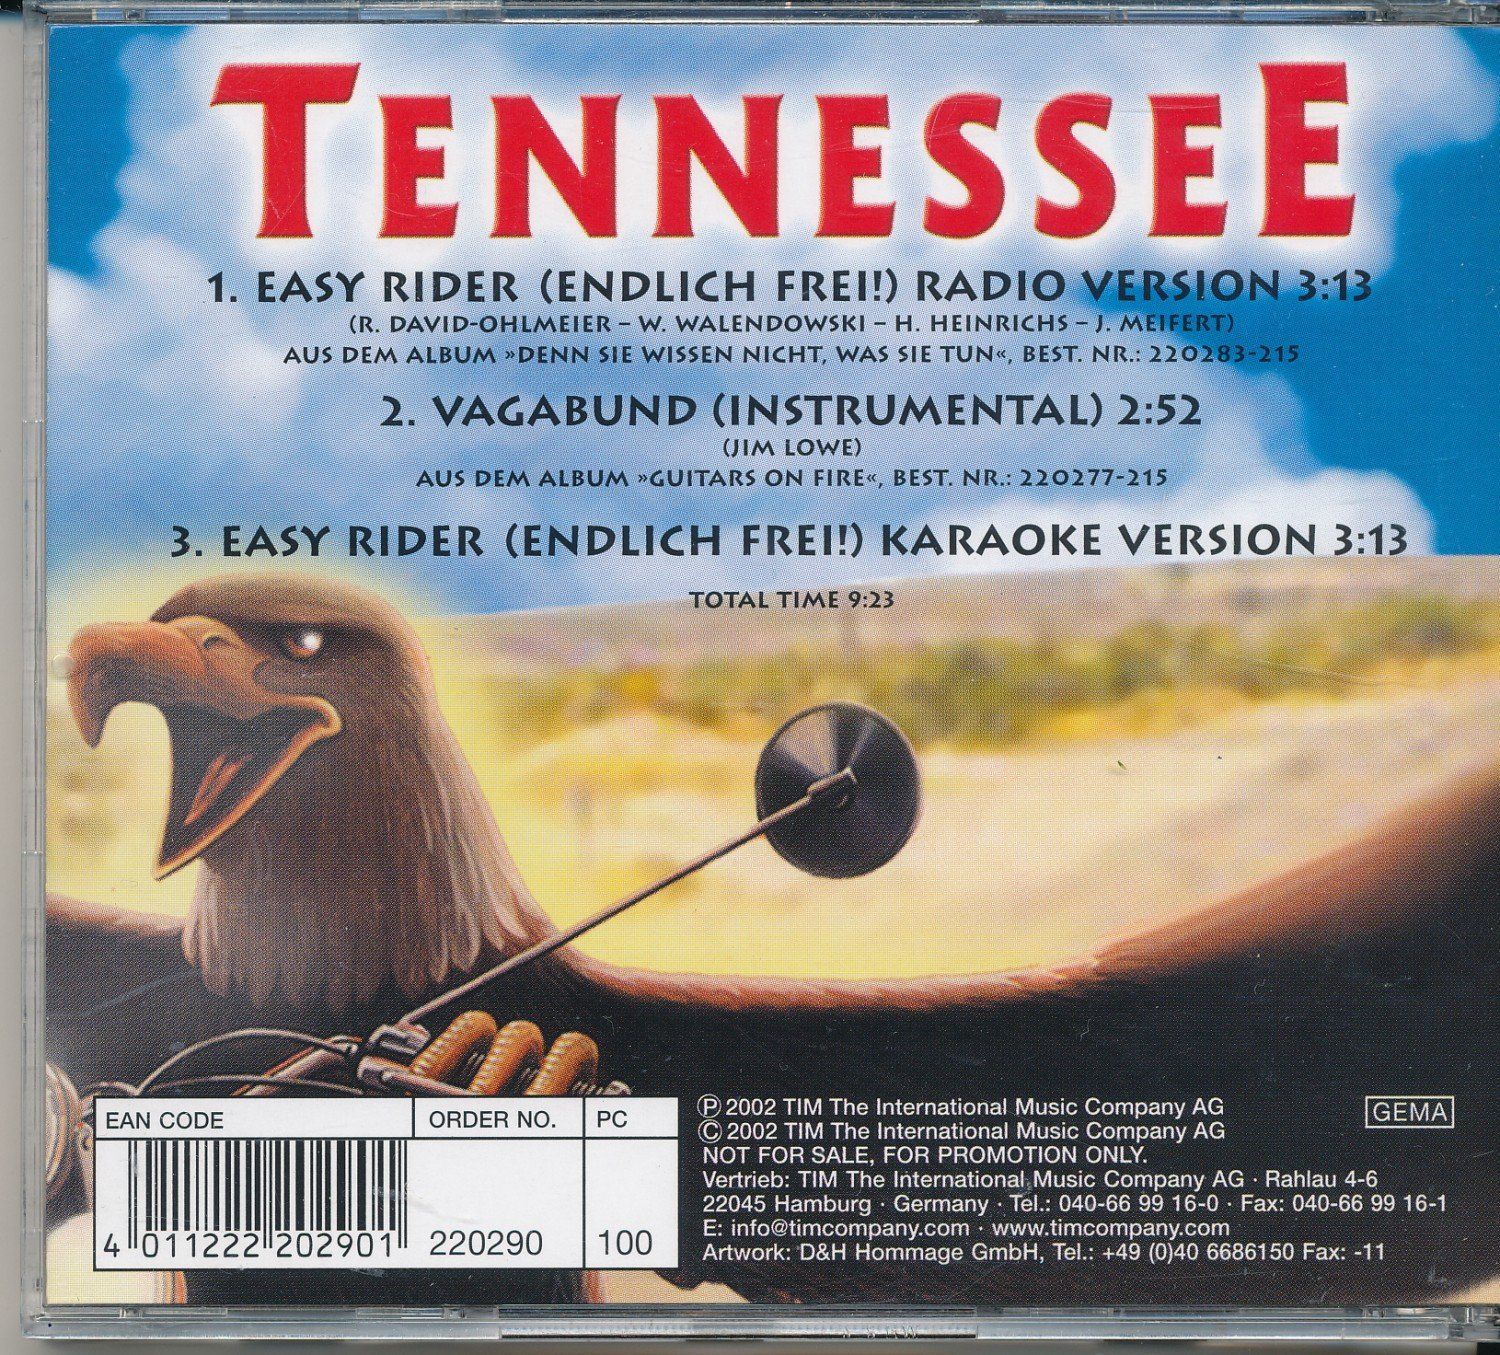 TENNESSEE
1. EASY RIDER (ENDLICH FREI!) RADIO VERSION 3:13
(R. DAVID-OHLMEIER – W. WALENDOWSKI – H. HEINRICHS – J. MEIFERT)
AUS DEM ALBUM »DENN SIE WISSEN NICHT, WAS SIE TUN«, BEST. NR.: 220283-215
2. VAGABUND (INSTRUMENTAL) 2:52
(JIM LOWE)
AUS DEM ALBUM »GUITARS ON FIRE«, BEST. NR.: 220277-215
3. EASY RIDER (ENDLICH FREI!) KARAOKE VERSION 3:13
TOTAL TIME 9:23
EAN CODE ORDER NO. PC
4 011222 202901 220290 100
Ⓟ 2002 TIM The International Music Company AG
© 2002 TIM The International Music Company AG
NOT FOR SALE, FOR PROMOTION ONLY.
Vertrieb: TIM The International Music Company AG · Rahlau 4-6
22045 Hamburg · Germany · Tel.: 040-66 99 16-0 · Fax: 040-66 99 16-1
E: info@timcompany.com · www.timcompany.com
Artwork: D&H Hommage GmbH, Tel.: +49 (0)40 6686150 Fax: -11
GEMA